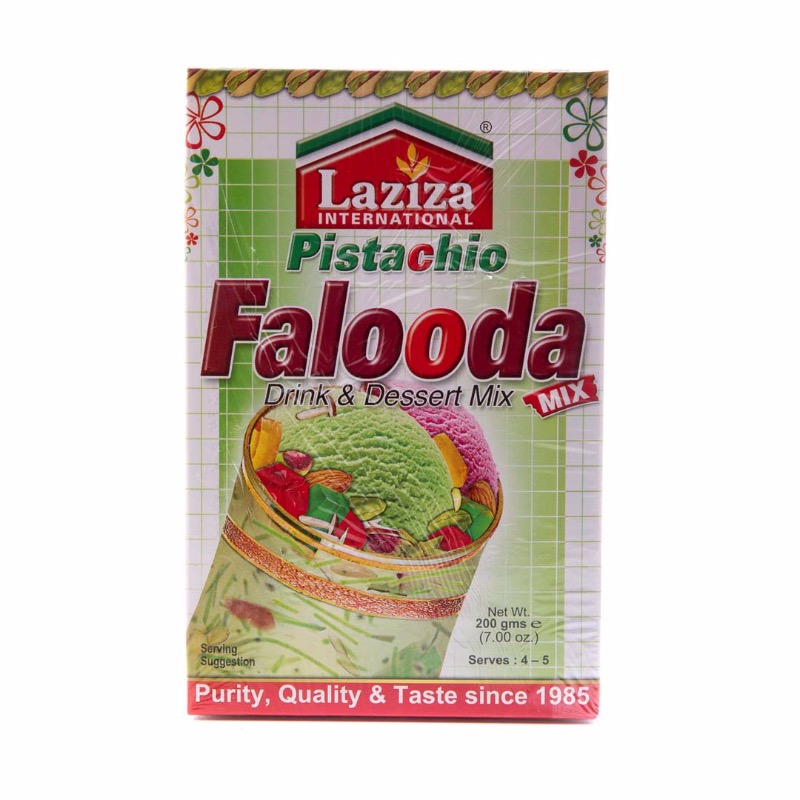 ®
Laziza
INTERNATIONAL
Pistachio
Falooda
Drink & Dessert Mix
MIX
Net Wt.
200 gms e
(7.00 oz.)
Serves : 4 – 5
Serving
Suggestion
Purity, Quality & Taste since 1985